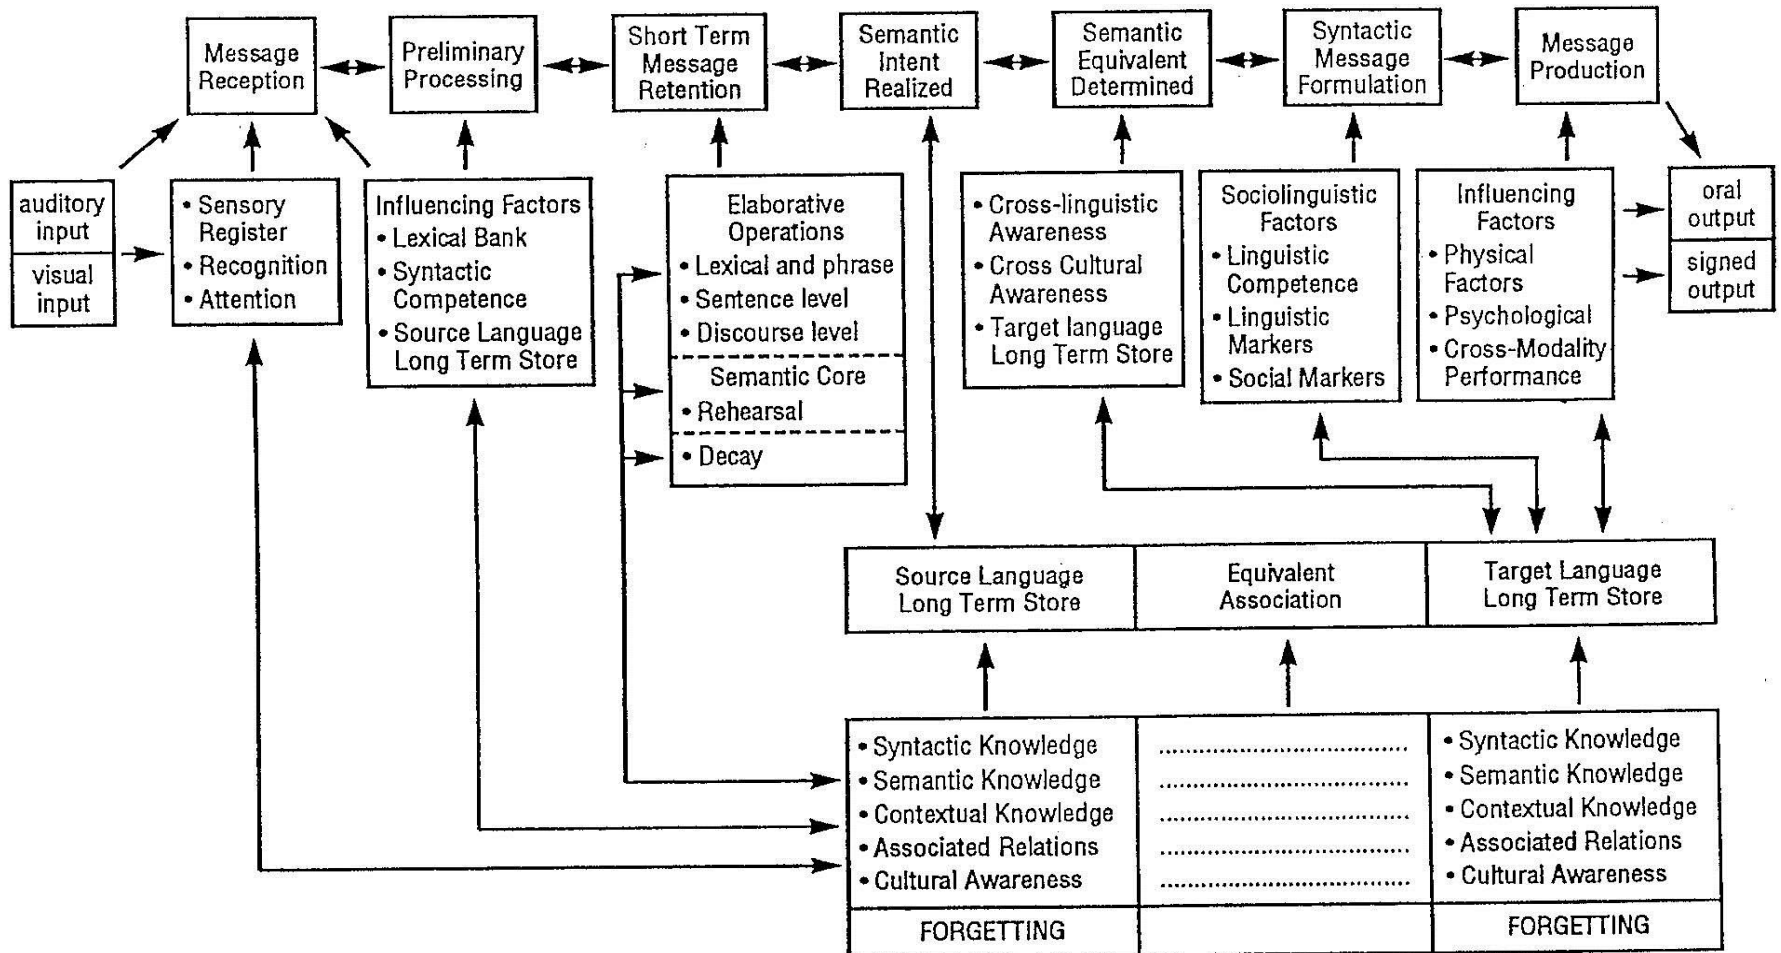 Message
Reception
Preliminary
Processing
Short Term
Message
Retention
Semantic
Intent
Realized
Semantic
Equivalent
Determined
Syntactic
Message
Formulation
Message
Production
auditory
input
visual
input
• Sensory
Register
• Recognition
• Attention
Influencing Factors
• Lexical Bank
• Syntactic
Competence
• Source Language
Long Term Store
Elaborative
Operations
• Lexical and phrase
• Sentence level
• Discourse level
Semantic Core
• Rehearsal
• Decay
• Cross-linguistic
Awareness
• Cross Cultural
Awareness
• Target language
Long Term Store
Sociolinguistic
Factors
• Linguistic
Competence
• Linguistic
Markers
• Social Markers
Influencing
Factors
• Physical
Factors
• Psychological
• Cross-Modality
Performance
oral
output
signed
output
Source Language
Long Term Store
Equivalent
Association
Target Language
Long Term Store
• Syntactic Knowledge
• Semantic Knowledge
• Contextual Knowledge
• Associated Relations
• Cultural Awareness
• Syntactic Knowledge
• Semantic Knowledge
• Contextual Knowledge
• Associated Relations
• Cultural Awareness
FORGETTING
FORGETTING